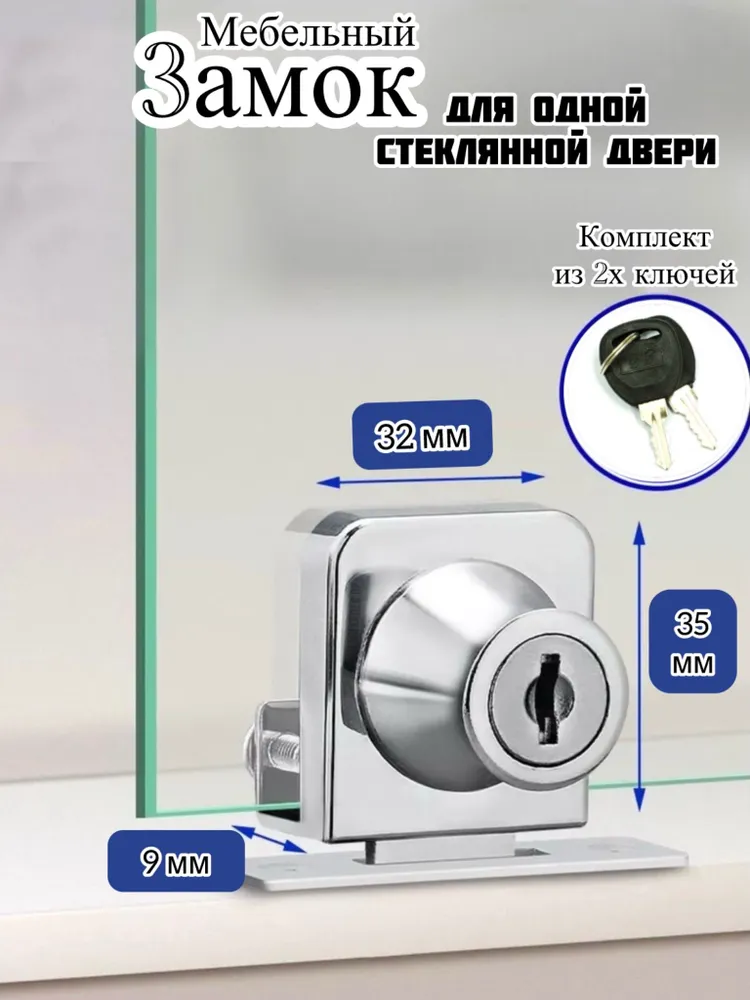 Мебельный
Замок для одной
стеклянной двери
Комплект
из 2х ключей
32 мм
35
мм
9 мм